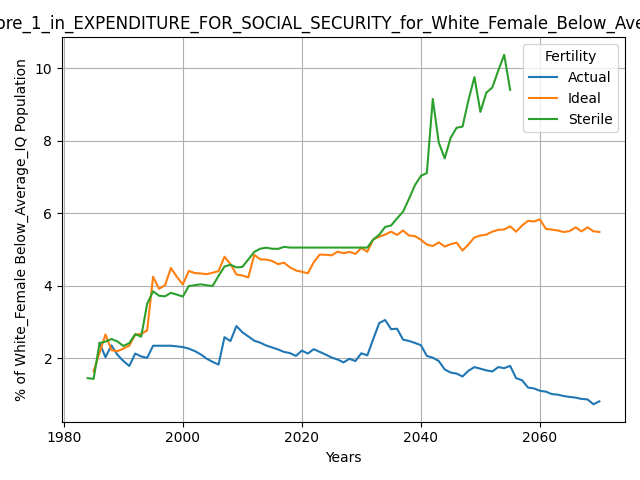 ore_1_in_EXPENDITURE_FOR_SOCIAL_SECURITY_for_White_Female_Below_Ave
% of White_Female Below_Average_IQ Population
10
8
6
4
2
Fertility
Actual
Ideal
Sterile
1980
2000
2020
2040
2060
Years